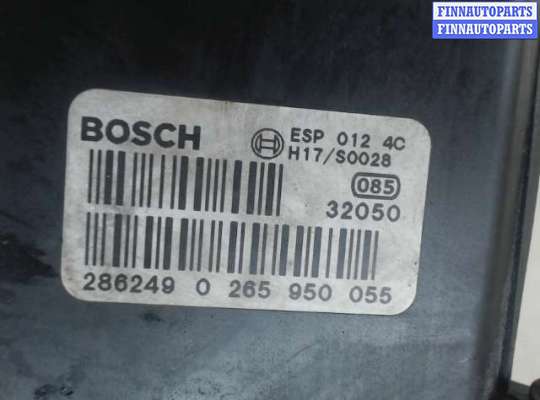 FINNAUTOPARTS
FINNAUTOPARTS
BOSCH
ESP 012 4C
H17/S0028
085
32050
286249 0 265 950 055